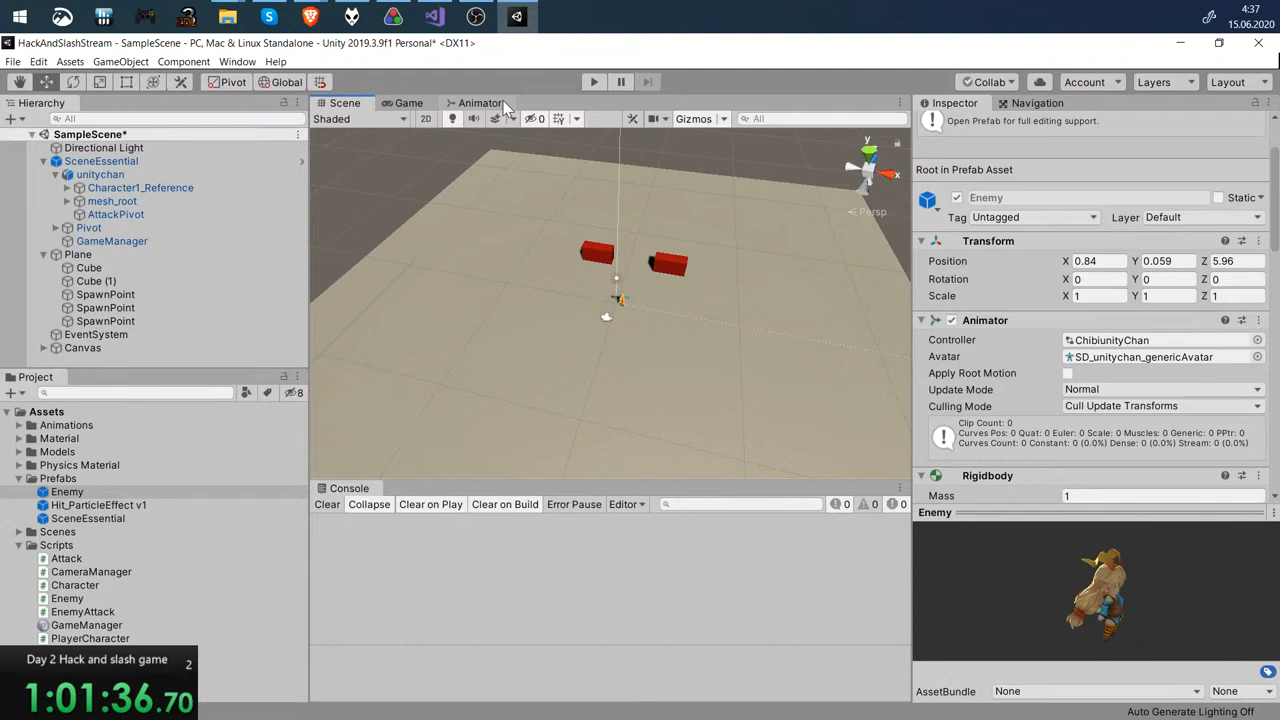 4:37
15.06.2020
HackAndSlashStream - SampleScene - PC, Mac & Linux Standalone - Unity 2019.3.9f1 Personal* <DX11>
File Edit Assets GameObject Component Window Help
Pivot Global Collab Account Layers Layout
Hierarchy
All
SampleScene*
Directional Light
SceneEssential
unitychan
Character1_Reference
mesh_root
AttackPivot
Pivot
GameManager
Plane
Cube
Cube (1)
SpawnPoint
SpawnPoint
SpawnPoint
EventSystem
Canvas
Project
8
Assets
Animations
Material
Models
Physics Material
Prefabs
Enemy
Hit_ParticleEffect v1
SceneEssential
Scenes
Scripts
Attack
CameraManager
Character
Enemy
EnemyAttack
GameManager
PlayerCharacter
Day 2 Hack and slash game 2
1:01:36.70
Scene Game Animator
Shaded 2D 0 Gizmos All
y
x
Persp
Console
Clear Collapse Clear on Play Clear on Build Error Pause Editor 0 0 0
Inspector Navigation
Open Prefab for full editing support.
Root in Prefab Asset
Enemy Static
Tag Untagged Layer Default
Transform
Position X 0.84 Y 0.059 Z 5.96
Rotation X 0 Y 0 Z 0
Scale X 1 Y 1 Z 1
Animator
Controller ChibiunityChan
Avatar SD_unitychan_genericAvatar
Apply Root Motion
Update Mode Normal
Culling Mode Cull Update Transforms
Clip Count: 0
Curves Pos: 0 Quat: 0 Euler: 0 Scale: 0 Muscles: 0 Generic: 0 PPtr: 0
Curves Count: 0 Constant: 0 (0.0%) Dense: 0 (0.0%) Stream: 0 (0.0%)
Rigidbody
Mass 1
Enemy
AssetBundle None None
Auto Generate Lighting Off